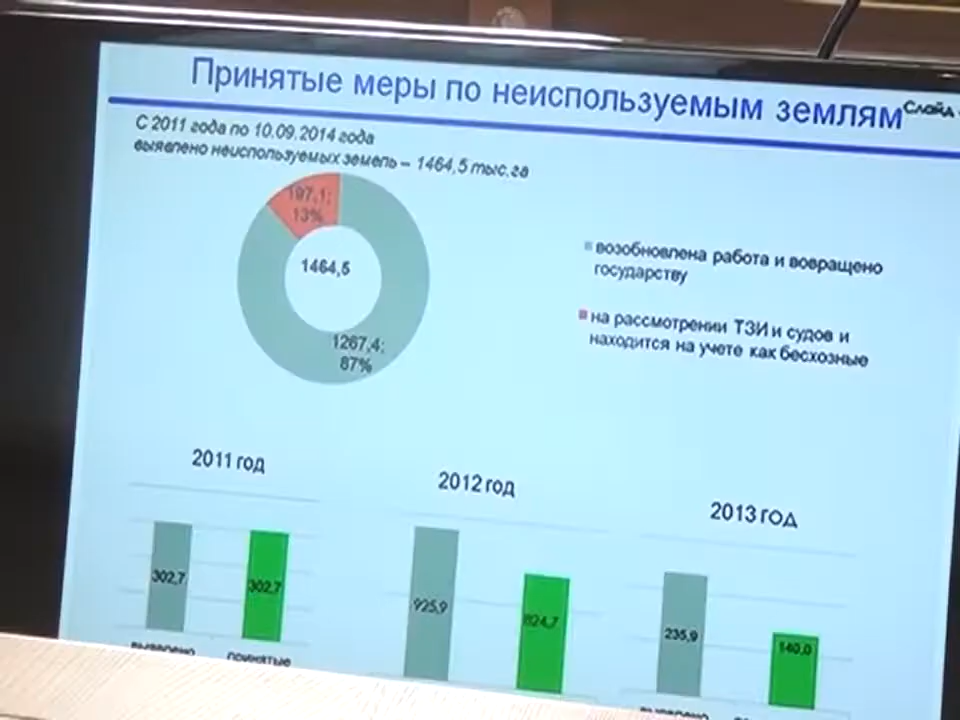 Принятые меры по неиспользуемым землям
Слайд
С 2011 года по 10.09.2014 года
выявлено неиспользуемых земель – 1464,5 тыс.га
197,1;
13%
1464,5
1267,4;
87%
возобновлена работа и вовращено
государству
на рассмотрении ТЗИ и судов и
находится на учете как бесхозные
2011 год
2012 год
2013 год
302,7
302,7
925,9
824,7
235,9
140,0
выявлено
принятые
выявлено